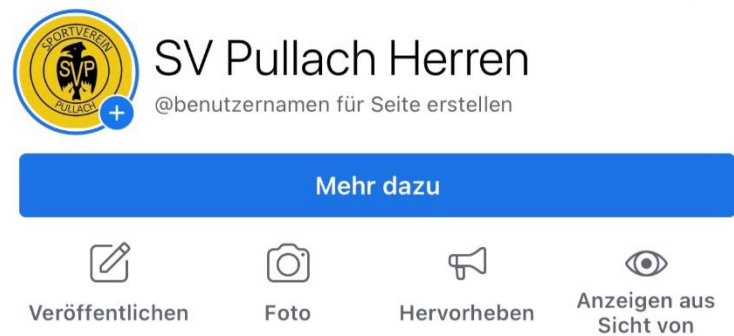 SPORTVEREIN
SVP
PULLACH
SV Pullach Herren
@benutzernamen für Seite erstellen
Mehr dazu
Veröffentlichen
Foto
Hervorheben
Anzeigen aus
Sicht von